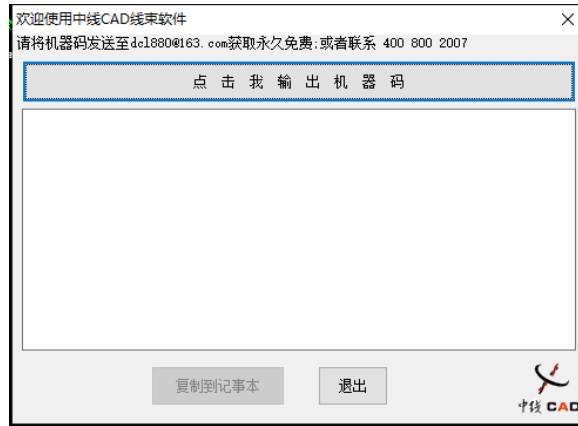 欢迎使用中线CAD线束软件
请将机器码发送至dcl880@163.com获取永久免费;或者联系 400 800 2007
点 击 我 输 出 机 器 码
复制到记事本
退出
中线 CAD